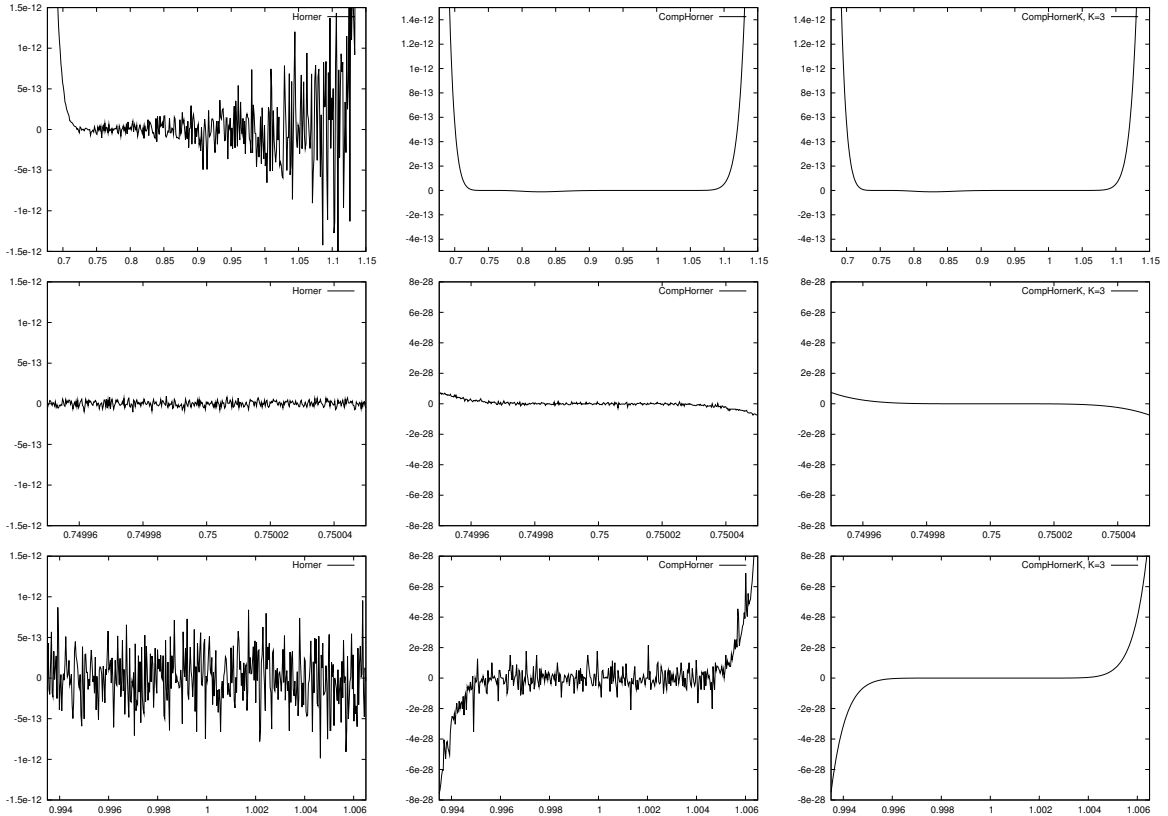 Horner
1e-12
5e-13
0
-5e-13
-1e-12
-1.5e-12
0.7 0.75 0.8 0.85 0.9 0.95 1 1.05 1.1 1.15
CompHorner
1.4e-12
1.2e-12
1e-12
8e-13
6e-13
4e-13
2e-13
0
-2e-13
-4e-13
0.7 0.75 0.8 0.85 0.9 0.95 1 1.05 1.1 1.15
CompHornerK, K=3
1.4e-12
1.2e-12
1e-12
8e-13
6e-13
4e-13
2e-13
0
-2e-13
-4e-13
0.7 0.75 0.8 0.85 0.9 0.95 1 1.05 1.1 1.15
1.5e-12
Horner
1e-12
5e-13
0
-5e-13
-1e-12
-1.5e-12
0.74996 0.74998 0.75 0.75002 0.75004
8e-28
CompHorner
6e-28
4e-28
2e-28
0
-2e-28
-4e-28
-6e-28
-8e-28
0.74996 0.74998 0.75 0.75002 0.75004
8e-28
CompHornerK, K=3
6e-28
4e-28
2e-28
0
-2e-28
-4e-28
-6e-28
-8e-28
0.74996 0.74998 0.75 0.75002 0.75004
1.5e-12
Horner
1e-12
5e-13
0
-5e-13
-1e-12
-1.5e-12
0.994 0.996 0.998 1 1.002 1.004 1.006
8e-28
CompHorner
6e-28
4e-28
2e-28
0
-2e-28
-4e-28
-6e-28
-8e-28
0.994 0.996 0.998 1 1.002 1.004 1.006
8e-28
CompHornerK, K=3
6e-28
4e-28
2e-28
0
-2e-28
-4e-28
-6e-28
-8e-28
0.994 0.996 0.998 1 1.002 1.004 1.006